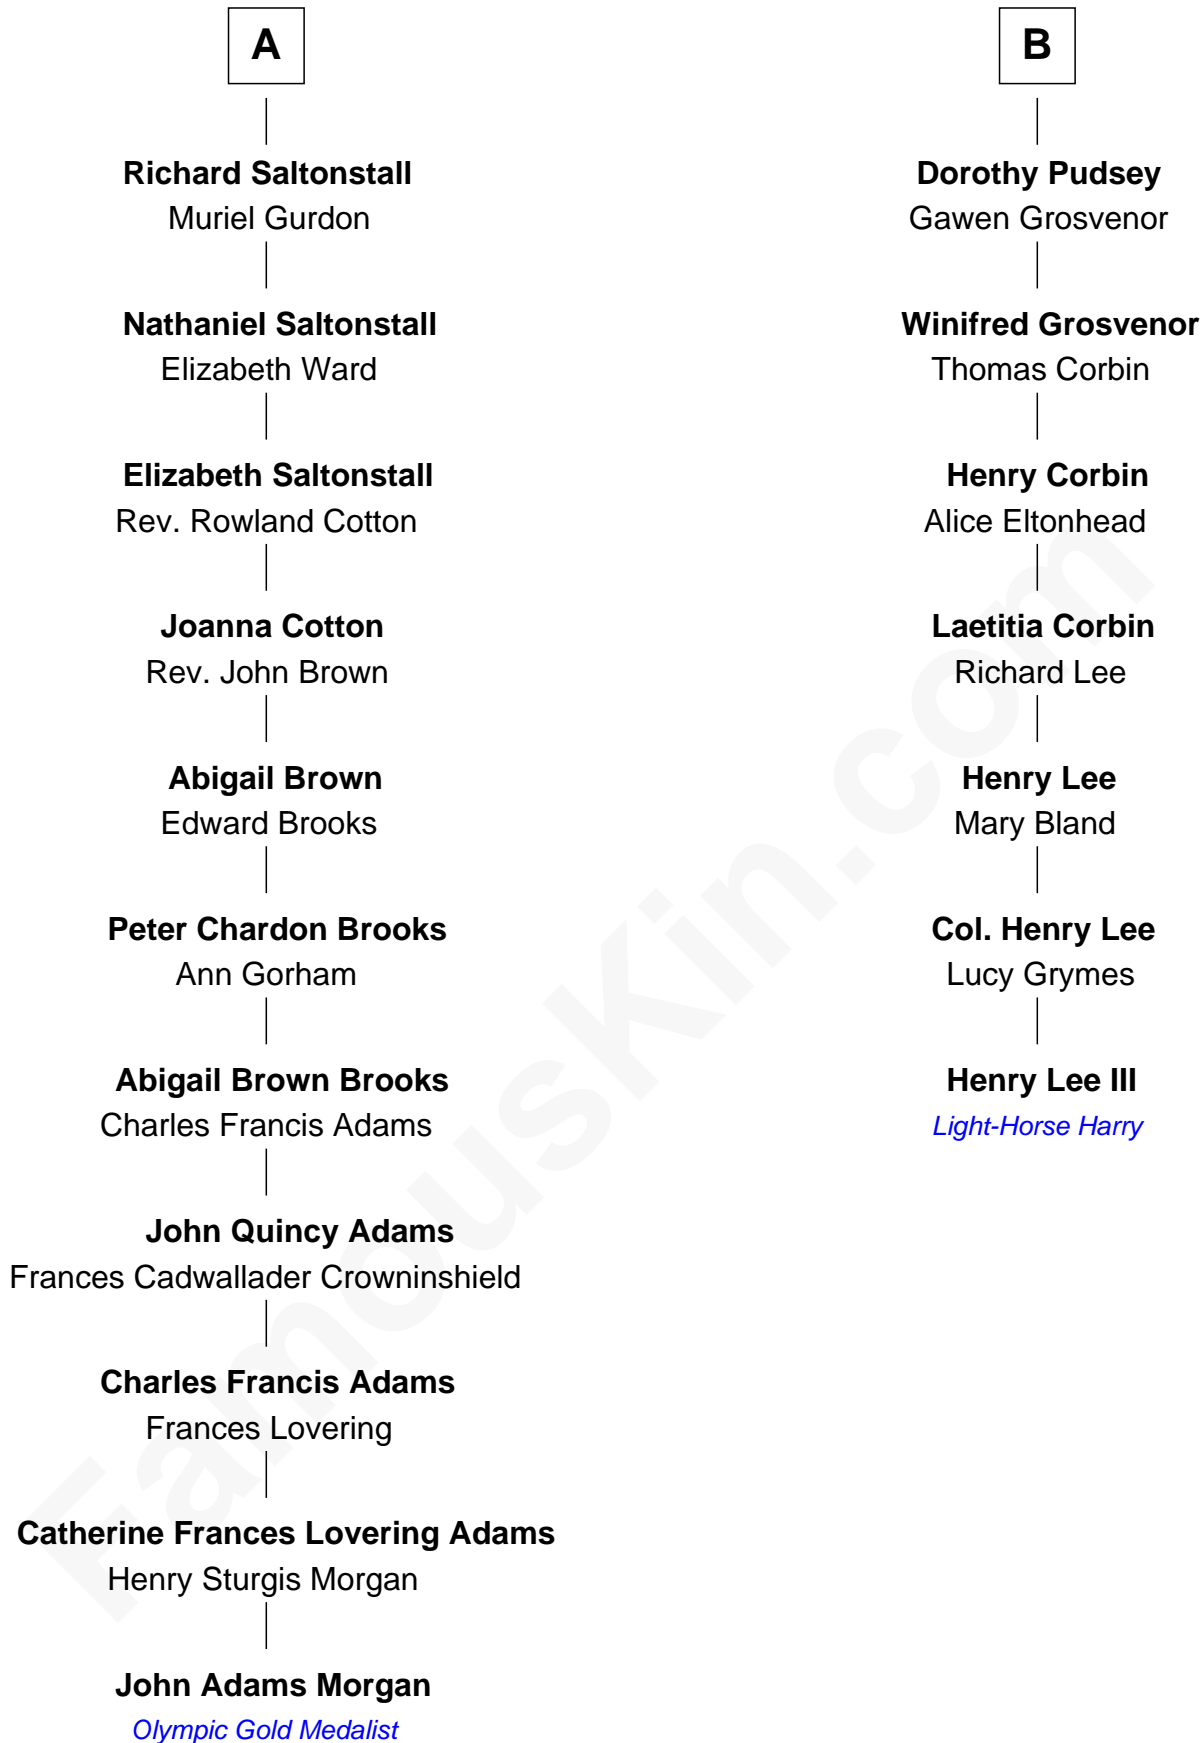 A
Richard Saltonstall
Muriel Gurdon
Nathaniel Saltonstall
Elizabeth Ward
Elizabeth Saltonstall
Rev. Rowland Cotton
Joanna Cotton
Rev. John Brown
Abigail Brown
Edward Brooks
Peter Chardon Brooks
Ann Gorham
Abigail Brown Brooks
Charles Francis Adams
John Quincy Adams
Frances Cadwallader Crowninshield
Charles Francis Adams
Frances Lovering
Catherine Frances Lovering Adams
Henry Sturgis Morgan
John Adams Morgan
Olympic Gold Medalist
B
Dorothy Pudsey
Gawen Grosvenor
Winifred Grosvenor
Thomas Corbin
Henry Corbin
Alice Eltonhead
Laetitia Corbin
Richard Lee
Henry Lee
Mary Bland
Col. Henry Lee
Lucy Grymes
Henry Lee III
Light-Horse Harry
FamousKin.com